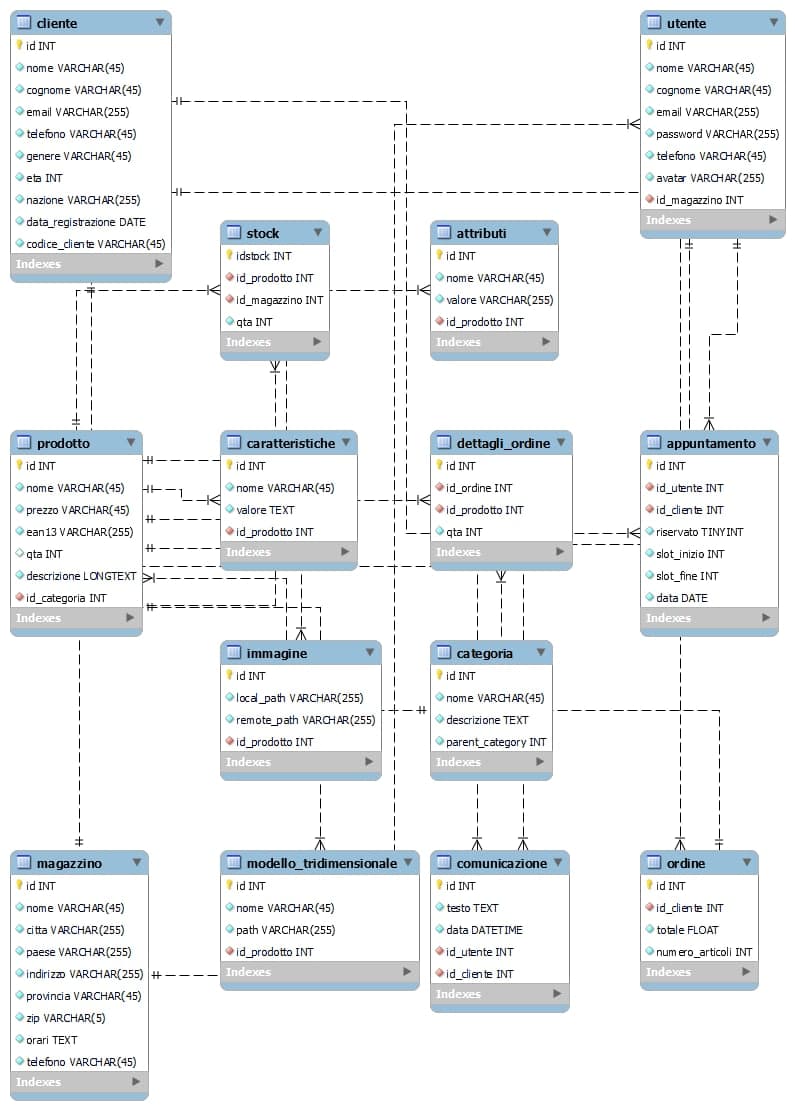 cliente
id INT
nome VARCHAR(45)
cognome VARCHAR(45)
email VARCHAR(255)
telefono VARCHAR(45)
genere VARCHAR(45)
eta INT
nazione VARCHAR(255)
data_registrazione DATE
codice_cliente VARCHAR(45)
Indexes
utente
id INT
nome VARCHAR(45)
cognome VARCHAR(45)
email VARCHAR(255)
password VARCHAR(255)
telefono VARCHAR(45)
avatar VARCHAR(255)
id_magazzino INT
Indexes
stock
idstock INT
id_prodotto INT
id_magazzino INT
qta INT
Indexes
attributi
id INT
nome VARCHAR(45)
valore VARCHAR(255)
id_prodotto INT
Indexes
prodotto
id INT
nome VARCHAR(45)
prezzo VARCHAR(45)
ean13 VARCHAR(255)
qta INT
descrizione LONGTEXT
id_categoria INT
Indexes
caratteristiche
id INT
nome VARCHAR(45)
valore TEXT
id_prodotto INT
Indexes
dettagli_ordine
id INT
id_ordine INT
id_prodotto INT
qta INT
Indexes
appuntamento
id INT
id_utente INT
id_cliente INT
riservato TINYINT
slot_inizio INT
slot_fine INT
data DATE
Indexes
immagine
id INT
local_path VARCHAR(255)
remote_path VARCHAR(255)
id_prodotto INT
Indexes
categoria
id INT
nome VARCHAR(45)
descrizione TEXT
parent_category INT
Indexes
magazzino
id INT
nome VARCHAR(45)
citta VARCHAR(255)
paese VARCHAR(255)
indirizzo VARCHAR(255)
provincia VARCHAR(45)
zip VARCHAR(5)
orari TEXT
telefono VARCHAR(45)
Indexes
modello_tridimensionale
id INT
nome VARCHAR(45)
path VARCHAR(255)
id_prodotto INT
Indexes
comunicazione
id INT
testo TEXT
data DATETIME
id_utente INT
id_cliente INT
Indexes
ordine
id INT
id_cliente INT
totale FLOAT
numero_articoli INT
Indexes